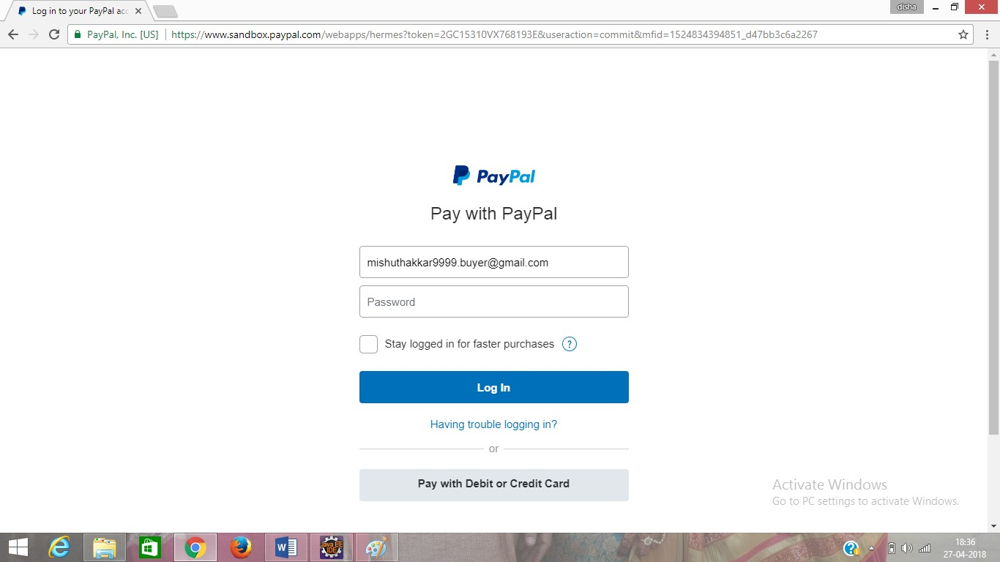 Log in to your PayPal acc
disha
PayPal, Inc. [US]
https://www.sandbox.paypal.com/webapps/hermes?token=2GC15310VX768193E&useraction=commit&mfid=1524834394851_d47bb3c6a2267
PayPal
Pay with PayPal
mishuthakkar9999.buyer@gmail.com
Password
Stay logged in for faster purchases ?
Log In
Having trouble logging in?
or
Pay with Debit or Credit Card
Activate Windows
Go to PC settings to activate Windows.
Java EE
IDE
18:36
27-04-2018